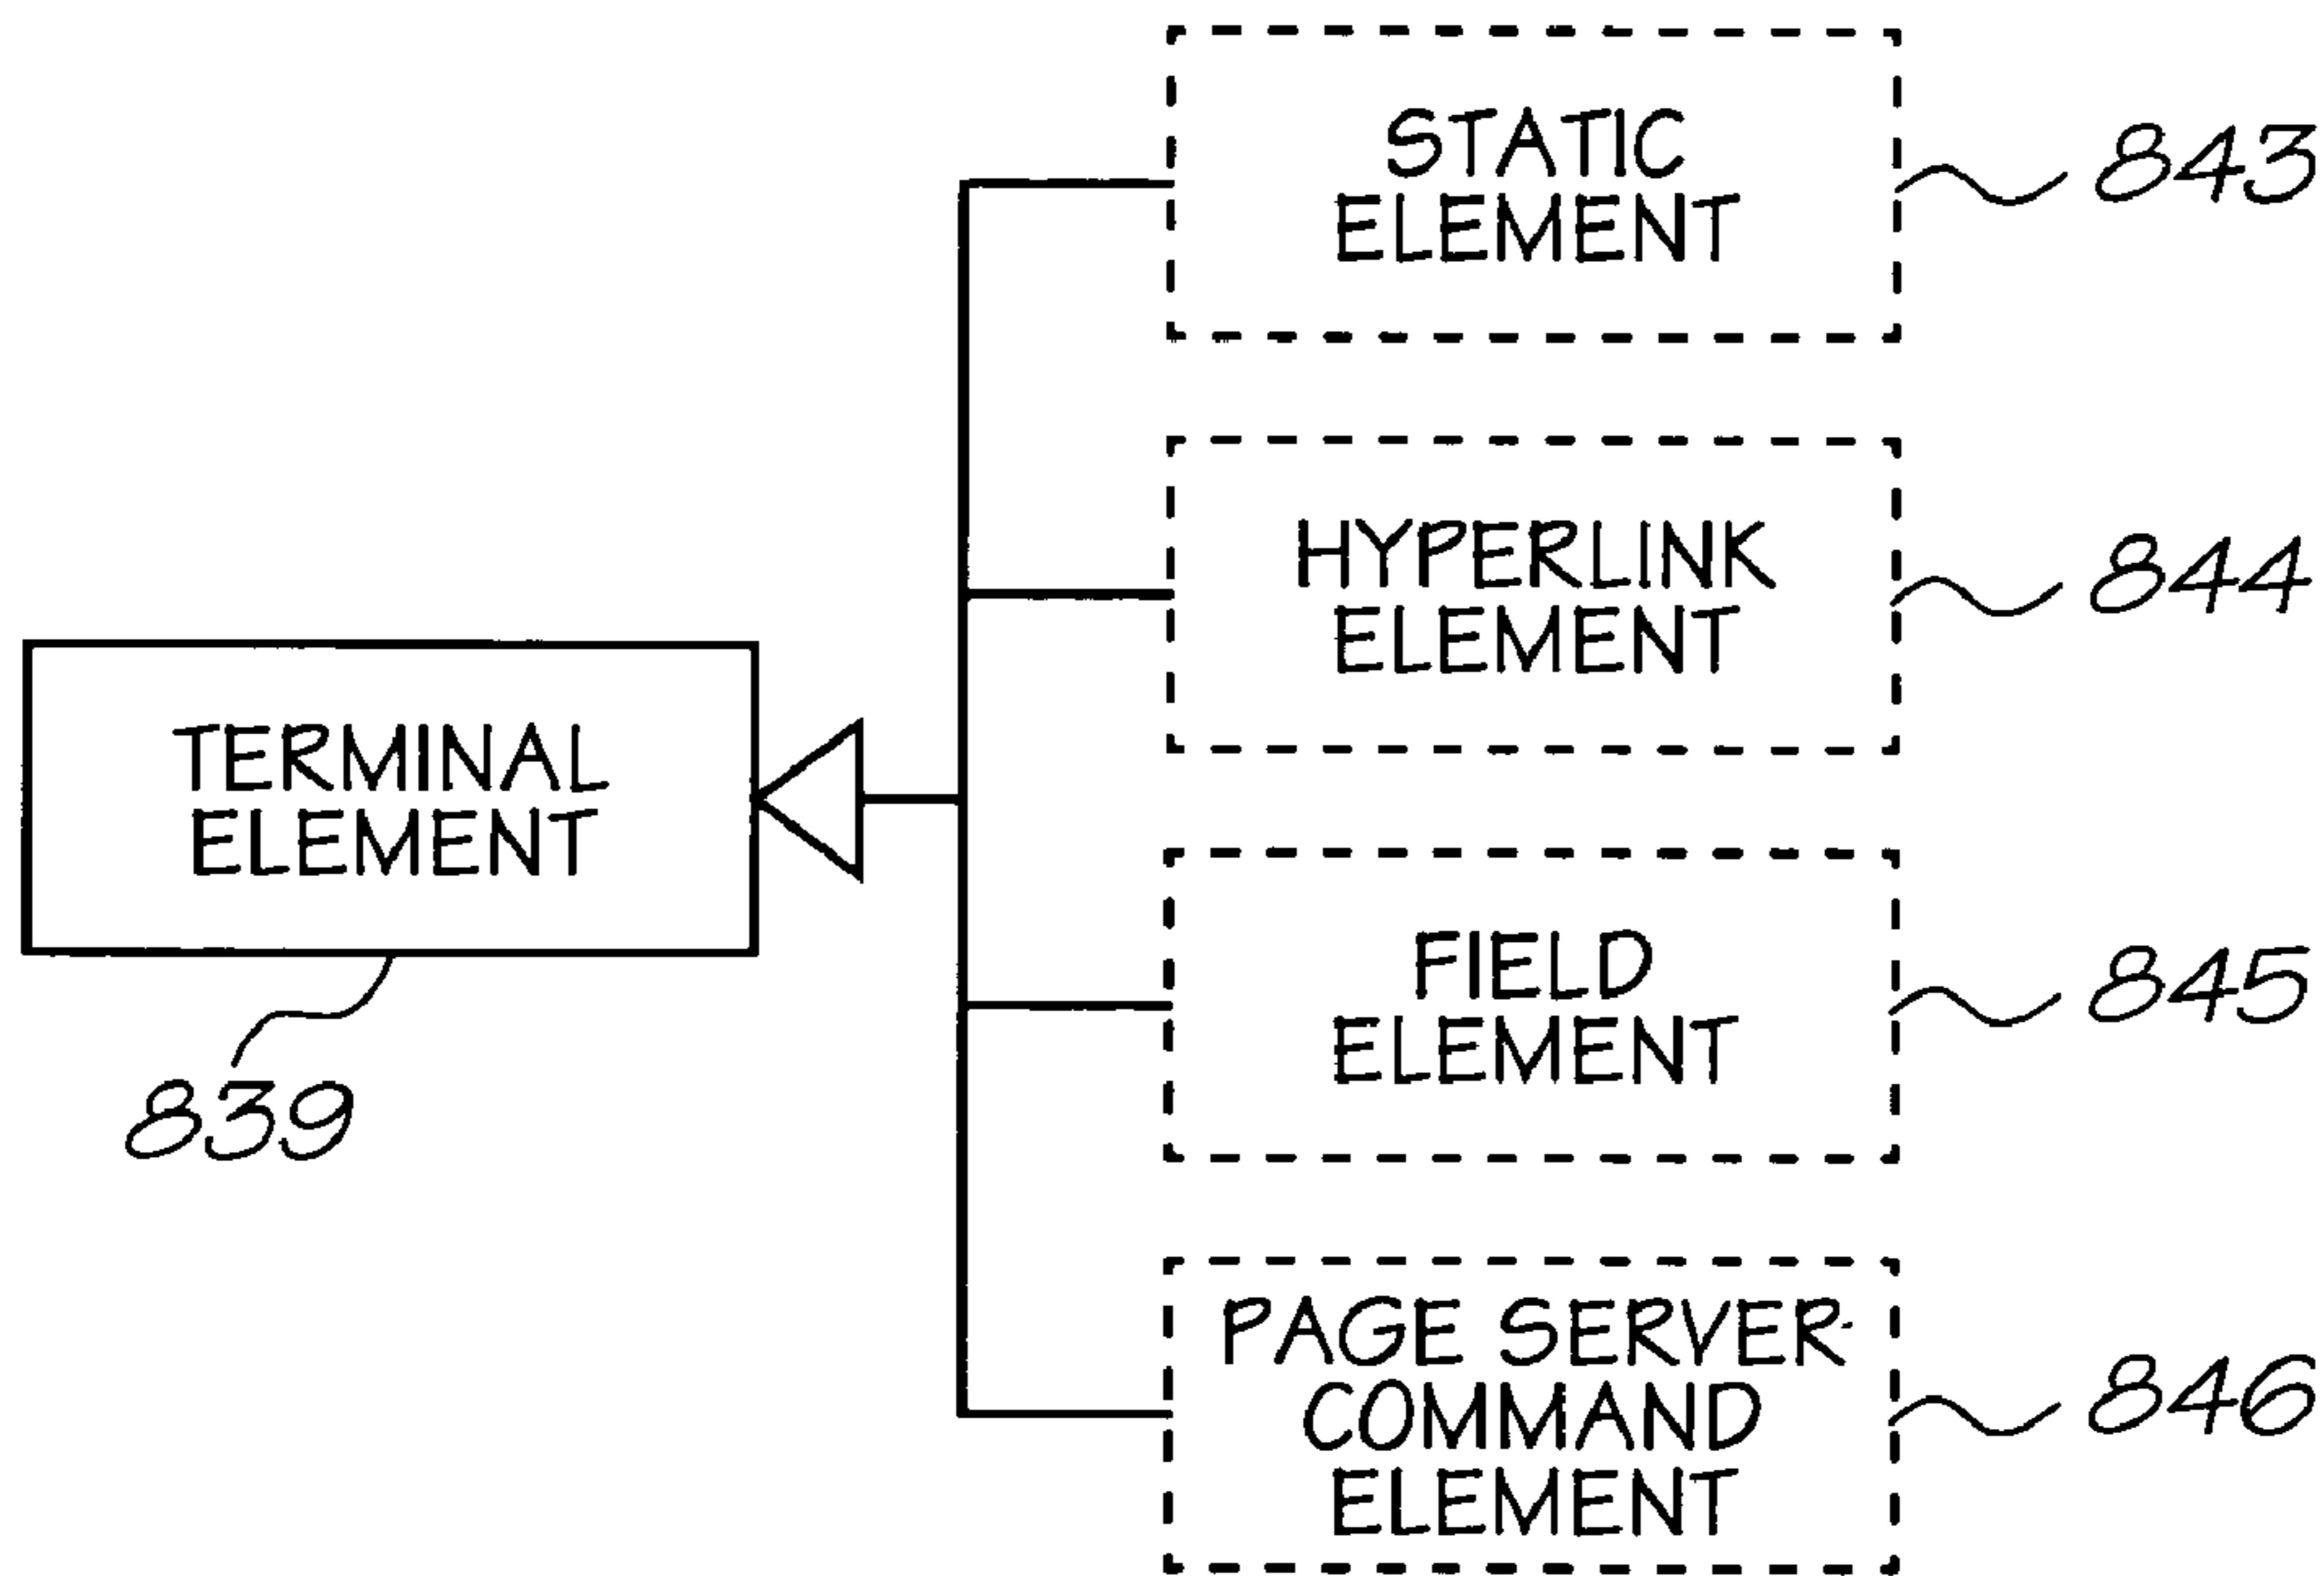 STATIC
ELEMENT
843
HYPERLINK
ELEMENT
844
TERMINAL
ELEMENT
839
FIELD
ELEMENT
845
PAGE SERVER-
COMMAND
ELEMENT
846